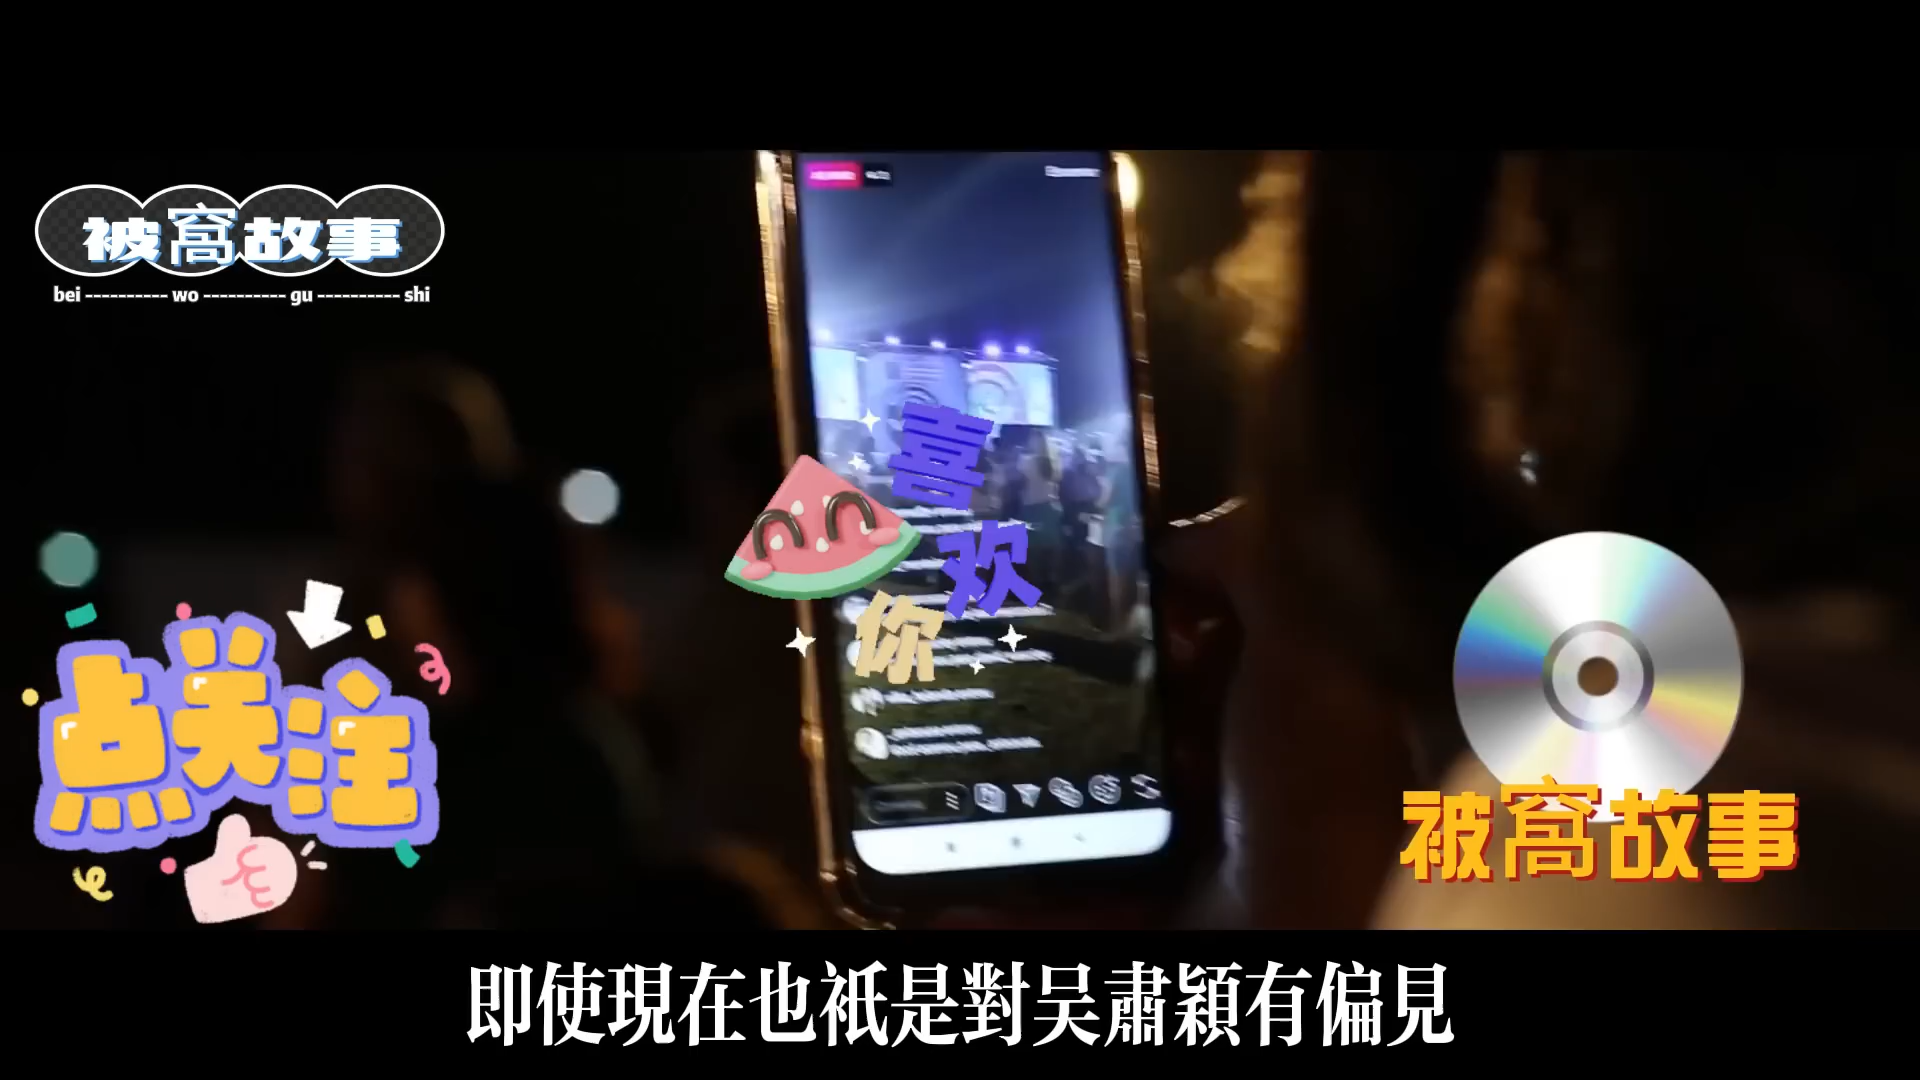 被窩故事
bei ---------- wo ---------- gu ---------- shi
喜
欢
你
点关注
被窩故事
即使現在也衹是對吴肅穎有偏見